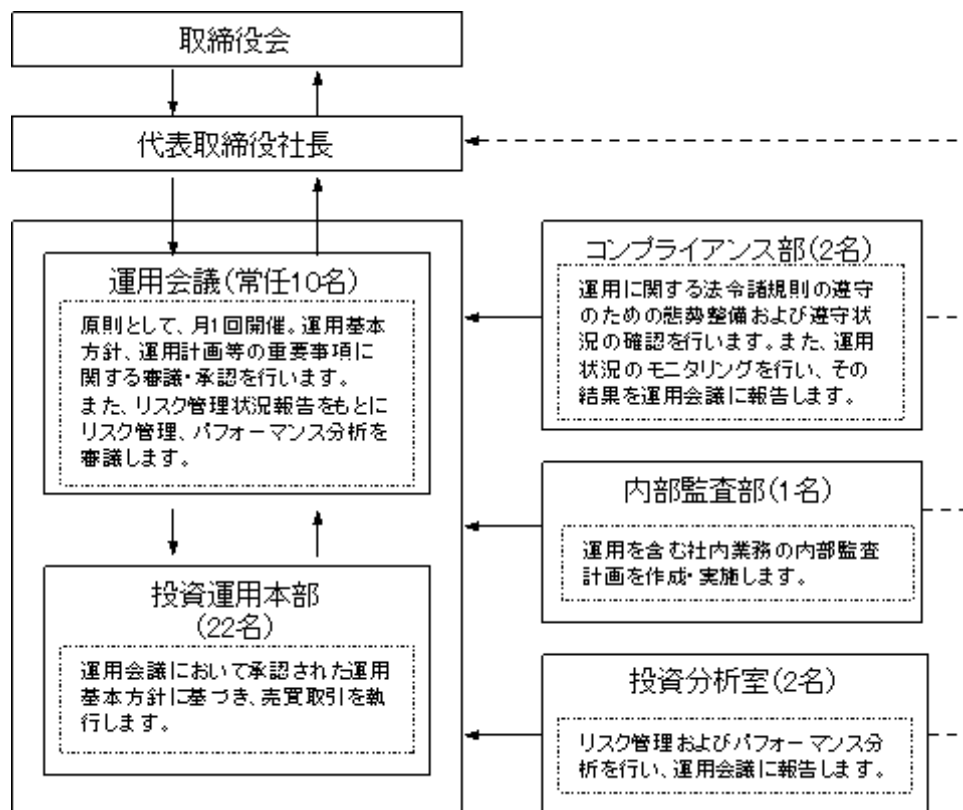 取締役会
代表取締役社長
運用会議(常任10名)
原則として、月1回開催。運用基本
方針、運用計画等の重要事項に
関する審議・承認を行います。
また、リスク管理状況報告をもとに
リスク管理、パフォーマンス分析を
審議します。
投資運用本部
(22名)
運用会議において承認された運用
基本方針に基づき、売買取引を執
行します。
コンプライアンス部(2名)
運用に関する法令諸規則の遵守
のための態勢整備および遵守状
況の確認を行います。また、運用
状況のモニタリングを行い、その
結果を運用会議に報告します。
内部監査部(1名)
運用を含む社内業務の内部監査
計画を作成・実施します。
投資分析室(2名)
リスク管理およびパフォーマンス分
析を行い、運用会議に報告します。